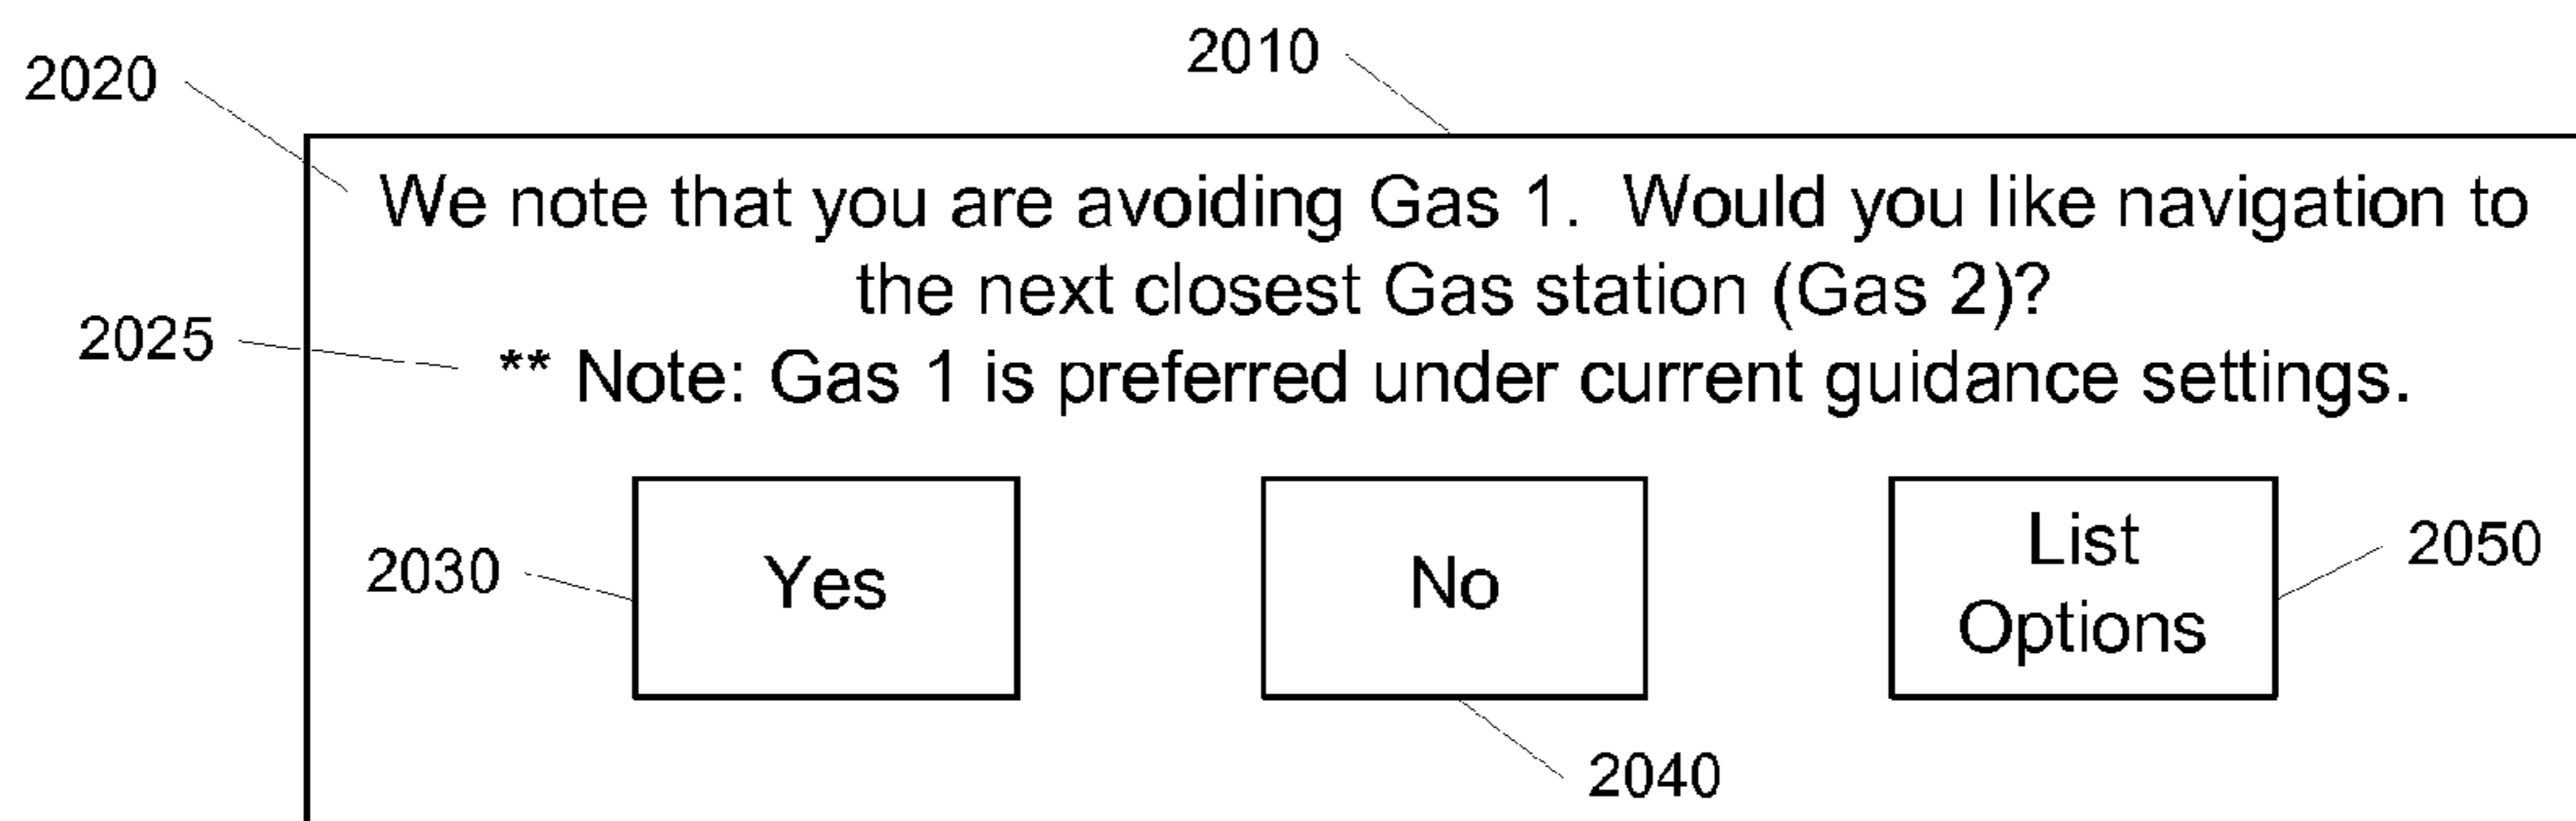 2010
2020
We note that you are avoiding Gas 1. Would you like navigation to
the next closest Gas station (Gas 2)?
2025
** Note: Gas 1 is preferred under current guidance settings.
2030
Yes
No
List
Options
2050
2040